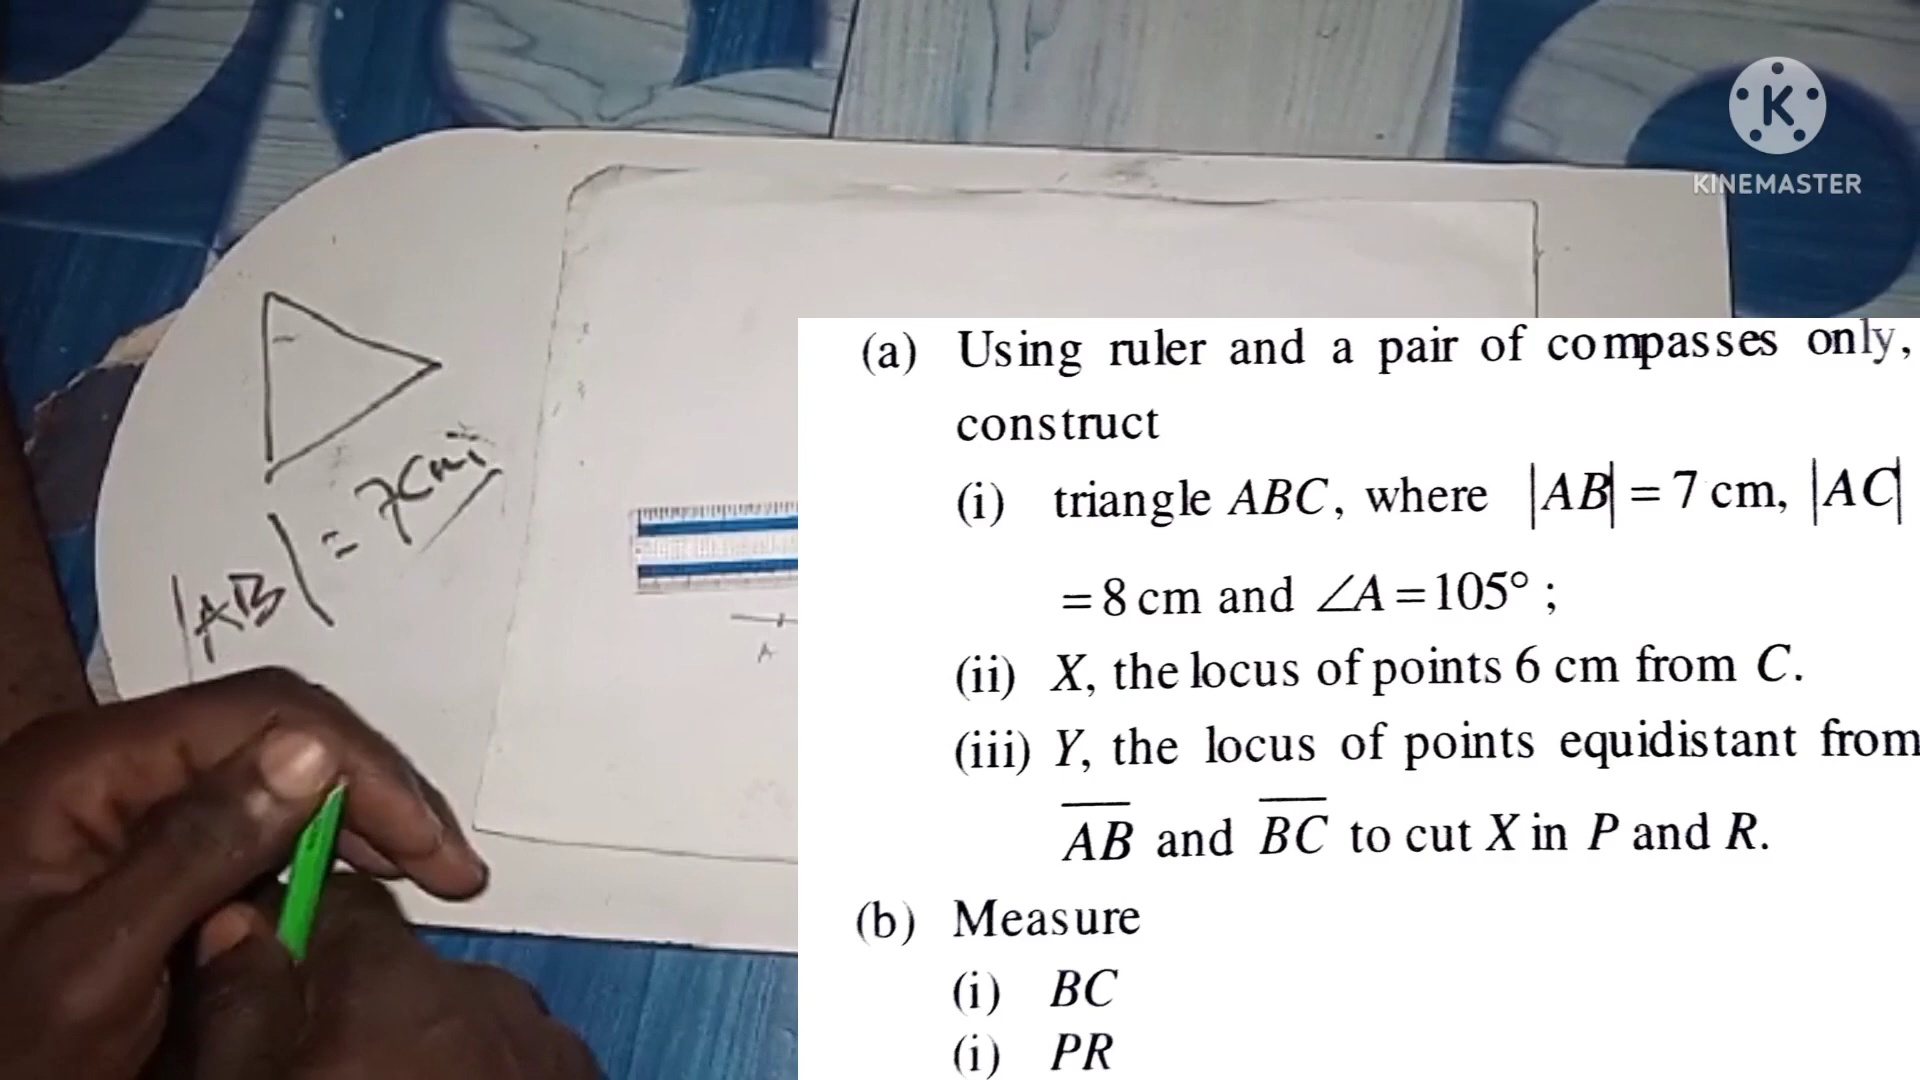 KINEMASTER
|AB| = 7cm
A
(a) Using ruler and a pair of compasses only,
construct
(i) triangle ABC, where |AB| = 7 cm, |AC|
= 8 cm and ∠A = 105° ;
(ii) X, the locus of points 6 cm from C.
(iii) Y, the locus of points equidistant from
A̅B̅ and B̅C̅ to cut X in P and R.
(b) Measure
(i) BC
(i) PR